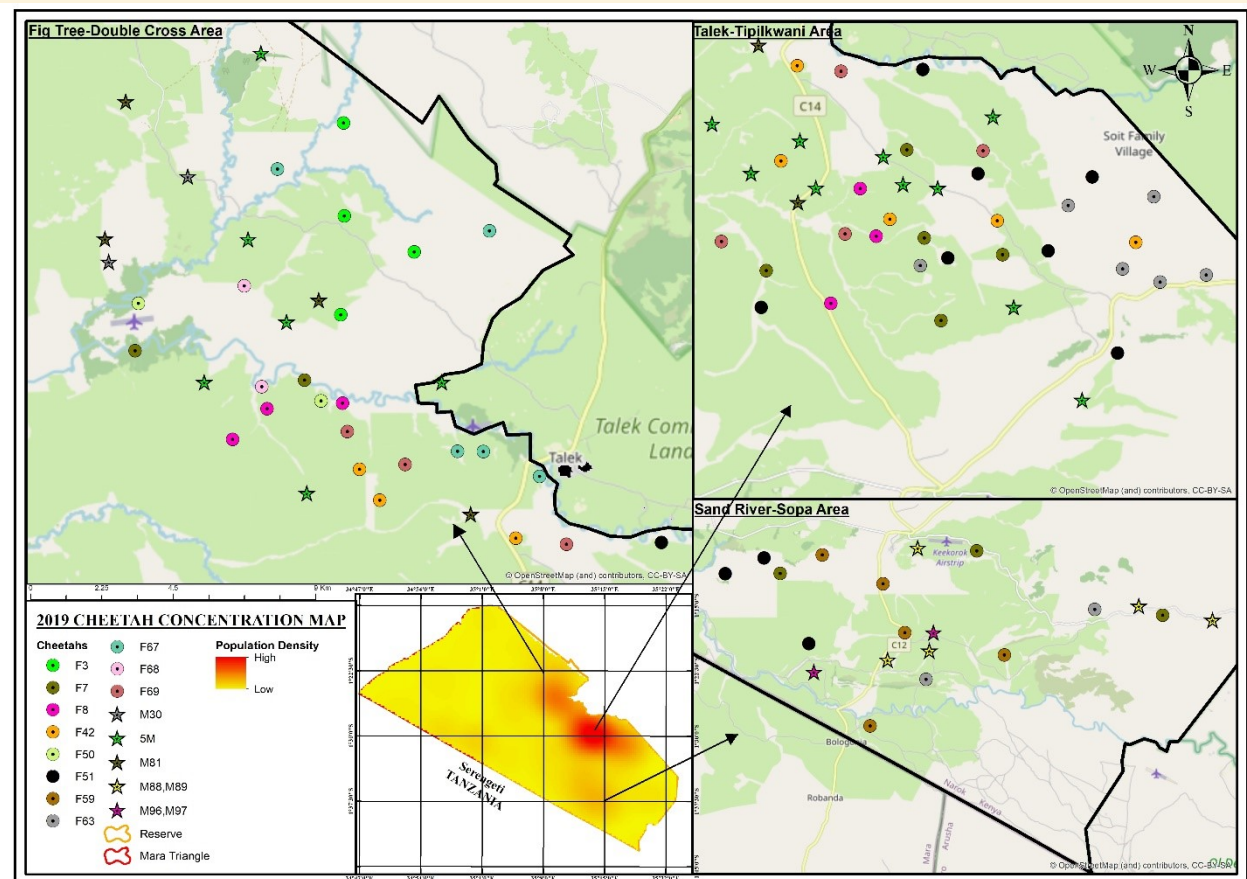 Fig Tree-Double Cross Area
Talek Com
Land
Talek
© OpenStreetMap (and) contributors, CC-BY-SA
Talek-Tipilkwani Area
N
W
E
S
C14
Soit Family
Village
© OpenStreetMap (and) contributors, CC-BY-SA
Sand River-Sopa Area
Keekorok
Airstrip
C12
Bologonja
Robanda
Narok
Kenya
Mara
Arusha
© OpenStreetMap (and) contributors, CC-BY-SA
0 2.25 4.5 9 Km
2019 CHEETAH CONCENTRATION MAP
Cheetahs
F3
F7
F8
F42
F50
F51
F59
F63
F67
F68
F69
M30
5M
M81
M88,M89
M96,M97
Reserve
Mara Triangle
Population Density
High
Low
Serengeti
TANZANIA